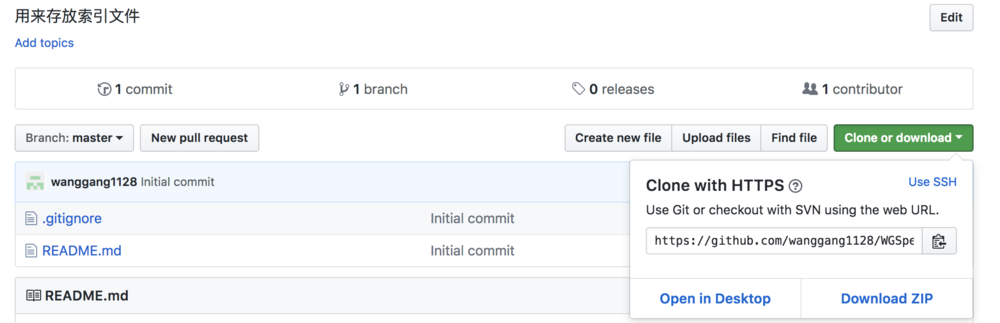 用来存放索引文件
Edit
Add topics
1 commit
1 branch
0 releases
1 contributor
Branch: master
New pull request
Create new file
Upload files
Find file
Clone or download
wanggang1128 Initial commit
Clone with HTTPS ?
Use SSH
Use Git or checkout with SVN using the web URL.
https://github.com/wanggang1128/WGSpe
Open in Desktop
Download ZIP
.gitignore
Initial commit
README.md
Initial commit
README.md